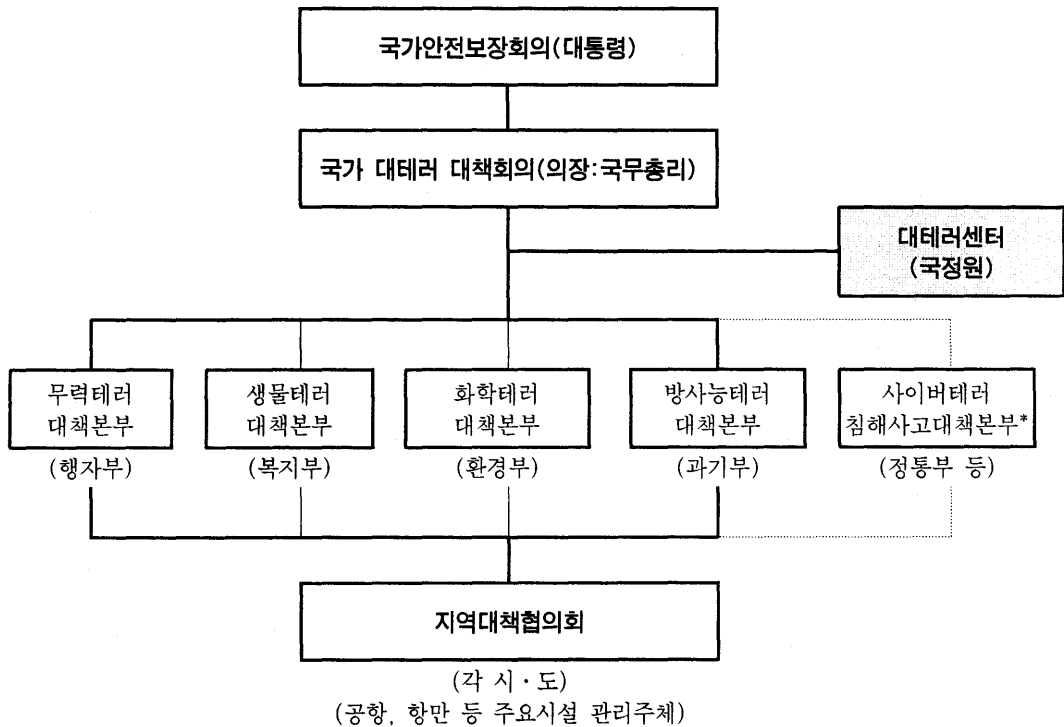 국가안전보장회의(대통령)
국가 대테러 대책회의(의장:국무총리)
대테러센터
(국정원)
무력테러
대책본부
(행자부)
생물테러
대책본부
(복지부)
화학테러
대책본부
(환경부)
방사능테러
대책본부
(과기부)
사이버테러
침해사고대책본부*
(정통부 등)
지역대책협의회
(각 시·도)
(공항, 항만 등 주요시설 관리주체)